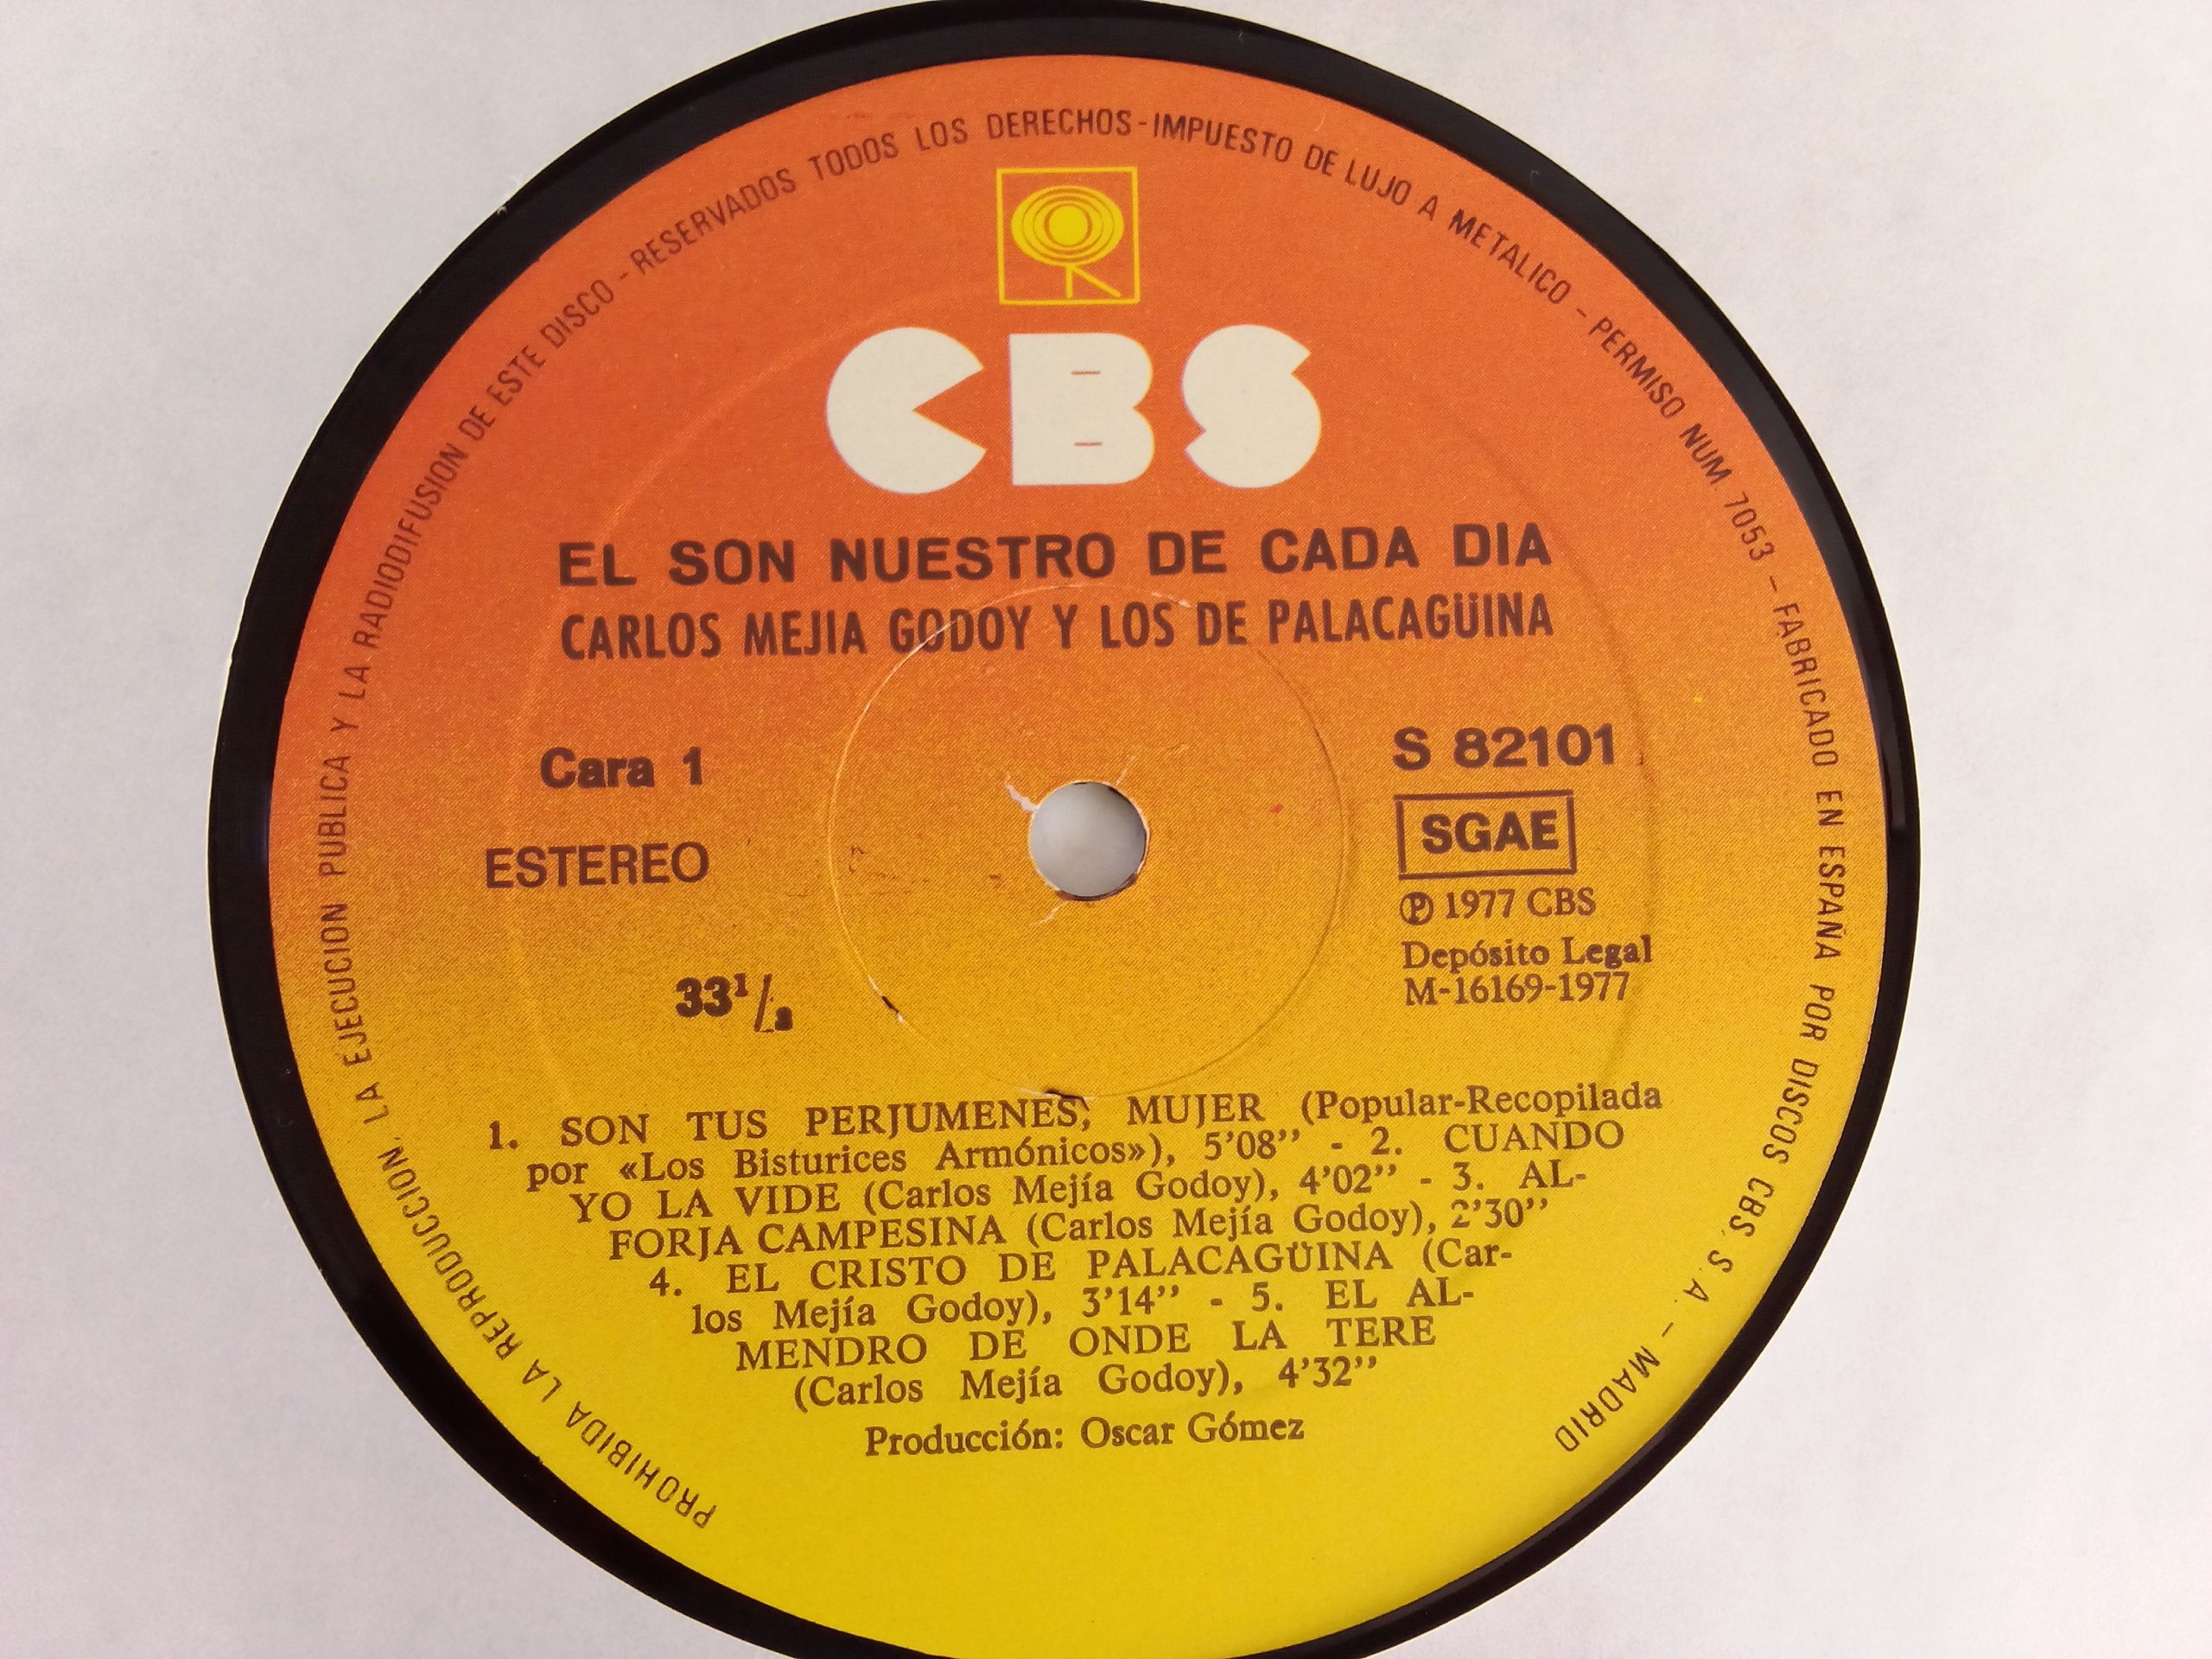 PROHIBIDA LA REPRODUCCION, LA EJECUCION PUBLICA Y LA RADIODIFUSION DE ESTE DISCO - RESERVADOS TODOS LOS DERECHOS - IMPUESTO DE LUJO A METALICO - PERMISO NUM. 7053 - FABRICADO EN ESPAÑA POR DISCOS CBS, S. A. - MADRID
CBS
EL SON NUESTRO DE CADA DIA
CARLOS MEJIA GODOY Y LOS DE PALACAGÜINA
Cara 1
ESTEREO
33¹/₃
S 82101
SGAE
℗ 1977 CBS
Depósito Legal
M-16169-1977
1. SON TUS PERJUMENES, MUJER (Popular-Recopilada
por «Los Bisturices Armónicos»), 5'08'' - 2. CUANDO
YO LA VIDE (Carlos Mejía Godoy), 4'02'' - 3. AL-
FORJA CAMPESINA (Carlos Mejía Godoy), 2'30''
4. EL CRISTO DE PALACAGÜINA (Car-
los Mejía Godoy), 3'14'' - 5. EL AL-
MENDRO DE ONDE LA TERE
(Carlos Mejía Godoy), 4'32''
Producción: Oscar Gómez